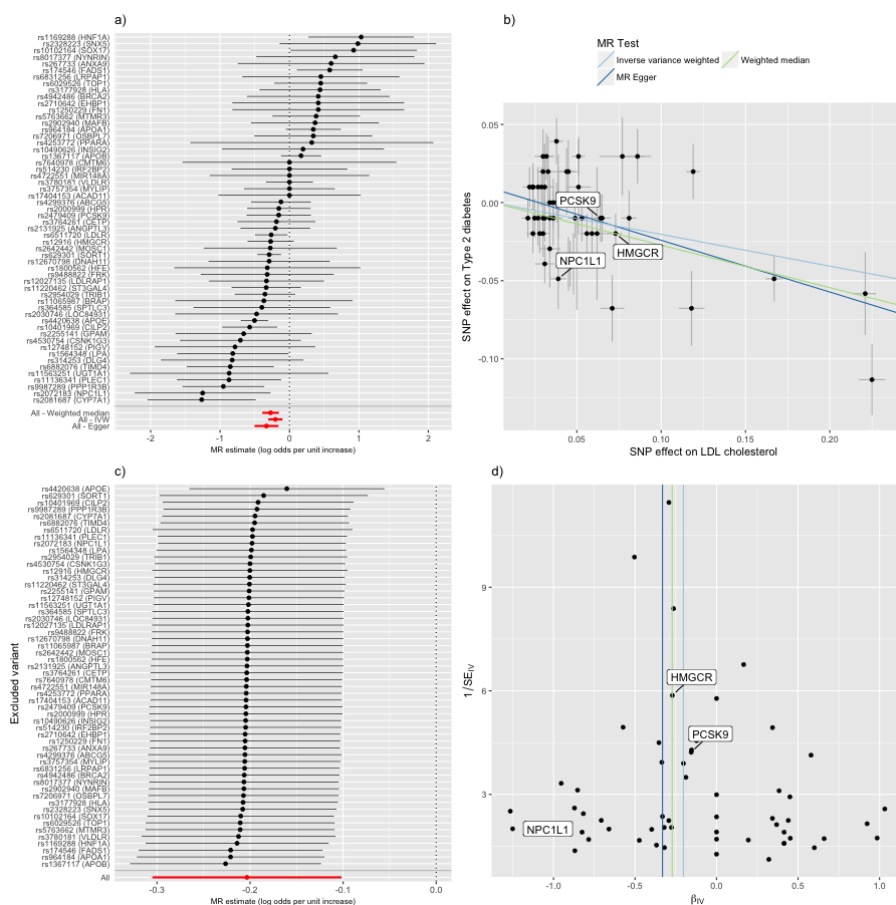 a)
rs1169288 (HNF1A)
rs2328223 (SNX5)
rs10102164 (SOX17)
rs8017377 (NYNRIN)
rs267733 (ANXA9)
rs174546 (FADS1)
rs6831256 (LRPAP1)
rs6029526 (TOP1)
rs3177928 (HLA)
rs4942486 (BRCA2)
rs2710642 (EHBP1)
rs1250229 (FN1)
rs5763662 (MTMR3)
rs2902940 (MAFB)
rs964184 (APOA1)
rs7206971 (OSBPL7)
rs4253772 (PPARA)
rs10490626 (INSIG2)
rs1367117 (APOB)
rs7640978 (CMTM6)
rs514230 (IRF2BP2)
rs4722551 (MIR148A)
rs3780181 (VLDLR)
rs3757354 (MYLIP)
rs17404153 (ACAD11)
rs4299376 (ABCG5)
rs2000999 (HPR)
rs2479409 (PCSK9)
rs3764261 (CETP)
rs2131925 (ANGPTL3)
rs6511720 (LDLR)
rs12916 (HMGCR)
rs2642442 (MOSC1)
rs629301 (SORT1)
rs12670798 (DNAH11)
rs1800562 (HFE)
rs9488822 (FRK)
rs12027135 (LDLRAP1)
rs11220462 (ST3GAL4)
rs2954029 (TRIB1)
rs11065987 (BRAP)
rs364585 (SPTLC3)
rs2030746 (LOC84931)
rs4420638 (APOE)
rs10401969 (CILP2)
rs2255141 (GPAM)
rs4530754 (CSNK1G3)
rs12748152 (PIGV)
rs1564348 (LPA)
rs314253 (DLG4)
rs6882076 (TIMD4)
rs11563251 (UGT1A1)
rs11136341 (PLEC1)
rs9987289 (PPP1R3B)
rs2072183 (NPC1L1)
rs2081687 (CYP7A1)
All - Weighted median
All - IVW
All - Egger
-2 -1 0 1 2
MR estimate (log odds per unit increase)
b)
MR Test
Inverse variance weighted
Weighted median
MR Egger
SNP effect on Type 2 diabetes
0.05
0.00
-0.05
-0.10
PCSK9
HMGCR
NPC1L1
0.05 0.10 0.15 0.20
SNP effect on LDL cholesterol
c)
Excluded variant
rs4420638 (APOE)
rs629301 (SORT1)
rs10401969 (CILP2)
rs9987289 (PPP1R3B)
rs2081687 (CYP7A1)
rs6882076 (TIMD4)
rs6511720 (LDLR)
rs11136341 (PLEC1)
rs2072183 (NPC1L1)
rs1564348 (LPA)
rs2954029 (TRIB1)
rs4530754 (CSNK1G3)
rs12916 (HMGCR)
rs314253 (DLG4)
rs11220462 (ST3GAL4)
rs2255141 (GPAM)
rs12748152 (PIGV)
rs11563251 (UGT1A1)
rs364585 (SPTLC3)
rs2030746 (LOC84931)
rs12027135 (LDLRAP1)
rs9488822 (FRK)
rs12670798 (DNAH11)
rs11065987 (BRAP)
rs2642442 (MOSC1)
rs1800562 (HFE)
rs2131925 (ANGPTL3)
rs3764261 (CETP)
rs7640978 (CMTM6)
rs4722551 (MIR148A)
rs4253772 (PPARA)
rs17404153 (ACAD11)
rs2479409 (PCSK9)
rs2000999 (HPR)
rs10490626 (INSIG2)
rs514230 (IRF2BP2)
rs2710642 (EHBP1)
rs1250229 (FN1)
rs267733 (ANXA9)
rs4299376 (ABCG5)
rs3757354 (MYLIP)
rs6831256 (LRPAP1)
rs4942486 (BRCA2)
rs8017377 (NYNRIN)
rs2902940 (MAFB)
rs7206971 (OSBPL7)
rs3177928 (HLA)
rs2328223 (SNX5)
rs10102164 (SOX17)
rs6029526 (TOP1)
rs5763662 (MTMR3)
rs3780181 (VLDLR)
rs1169288 (HNF1A)
rs174546 (FADS1)
rs964184 (APOA1)
rs1367117 (APOB)
All
-0.3 -0.2 -0.1 0.0
MR estimate (log odds per unit increase)
d)
1/SEIV
9
6
3
HMGCR
PCSK9
NPC1L1
-1.0 -0.5 0.0 0.5 1.0
βIV